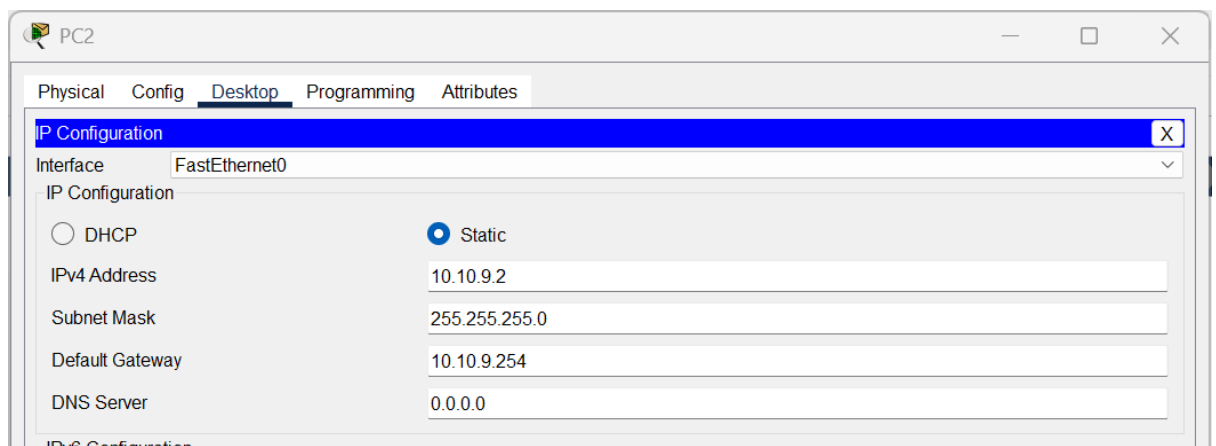 PC2
Physical Config Desktop Programming Attributes
IP Configuration X
Interface FastEthernet0
IP Configuration
DHCP Static
IPv4 Address 10.10.9.2
Subnet Mask 255.255.255.0
Default Gateway 10.10.9.254
DNS Server 0.0.0.0
IPv6 Configuration